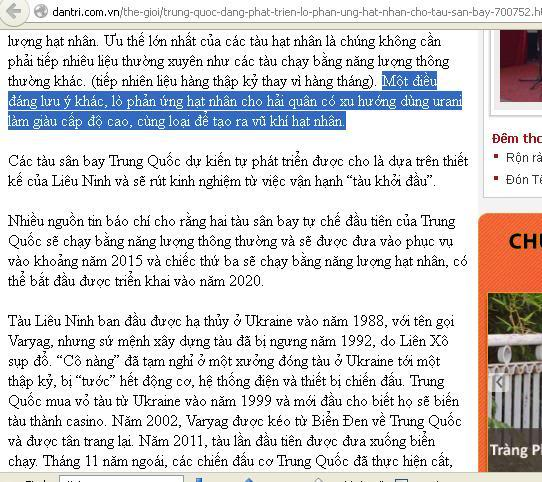 dantri.com.vn/the-gioi/trung-quoc-dang-phat-trien-lo-phan-ung-hat-nhan-cho-tau-san-bay-700752.h
lượng hạt nhân. Ưu thế lớn nhất của các tàu hạt nhân là chúng không cần
phải tiếp nhiêu liệu thường xuyên như các tàu chạy bằng năng lượng thông
thường khác. (tiếp nhiên liệu hàng thập kỷ thay vì hàng tháng). Một điều
đáng lưu ý khác, lò phản ứng hạt nhân cho hải quân có xu hướng dùng urani
làm giàu cấp độ cao, cùng loại để tạo ra vũ khí hạt nhân.
Các tàu sân bay Trung Quốc dự kiến tự phát triển được cho là dựa trên thiết
kế của Liêu Ninh và sẽ rút kinh nghiệm từ việc vận hạnh “tàu khởi đầu”.
Nhiều nguồn tin báo chí cho rằng hai tàu sân bay tự chế đầu tiên của Trung
Quốc sẽ chạy bằng năng lượng thông thường và sẽ được đưa vào phục vụ
vào khoảng năm 2015 và chiếc thứ ba sẽ chạy bằng năng lượng hạt nhân, có
thể bắt đầu được triển khai vào năm 2020.
Tàu Liêu Ninh ban đầu được hạ thủy ở Ukraine vào năm 1988, với tên gọi
Varyag, nhưng sứ mệnh xây dựng tàu đã bị ngưng năm 1992, do Liên Xô
sụp đổ. “Cô nàng” đã tạm nghỉ ở một xưởng đóng tàu ở Ukraine tới một
thập kỷ, bị “tước” hết động cơ, hệ thống điện và thiết bị chiến đấu. Trung
Quốc mua vỏ tàu từ Ukraine vào năm 1999 và mới đầu cho biết họ sẽ biến
tàu thành casino. Năm 2002, Varyag được kéo từ Biển Đen về Trung Quốc
và được tân trang lại. Năm 2011, tàu lần đầu tiên được đưa xuống biển
chạy. Tháng 11 năm ngoái, các chiến đấu cơ Trung Quốc đã thực hiện cất,
Đêm tho
Rộn rà
Đón Tê
CHU
Tràng Ph